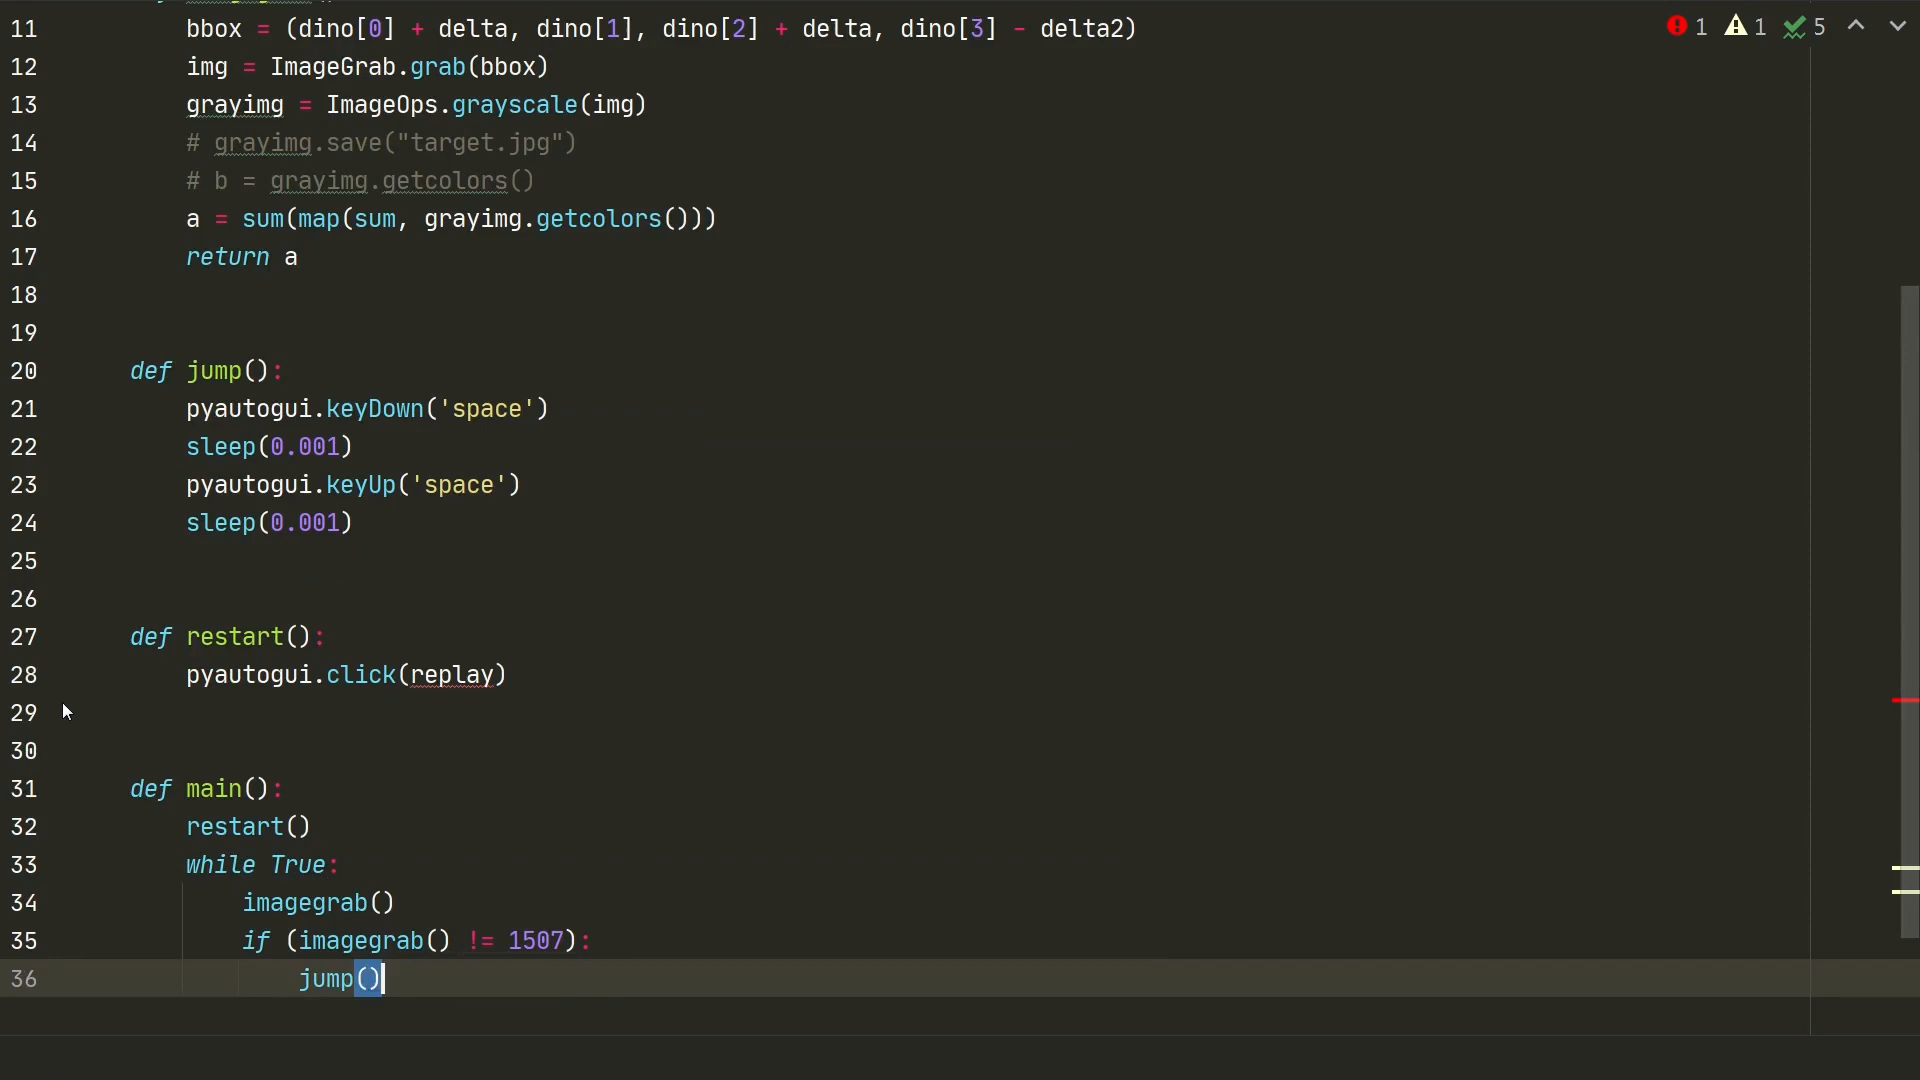 11 bbox = (dino[0] + delta, dino[1], dino[2] + delta, dino[3] - delta2)
1 1 5
12 img = ImageGrab.grab(bbox)
13 grayimg = ImageOps.grayscale(img)
14 # grayimg.save("target.jpg")
15 # b = grayimg.getcolors()
16 a = sum(map(sum, grayimg.getcolors()))
17 return a
18
19
20 def jump():
21 pyautogui.keyDown('space')
22 sleep(0.001)
23 pyautogui.keyUp('space')
24 sleep(0.001)
25
26
27 def restart():
28 pyautogui.click(replay)
29
30
31 def main():
32 restart()
33 while True:
34 imagegrab()
35 if (imagegrab() != 1507):
36 jump()